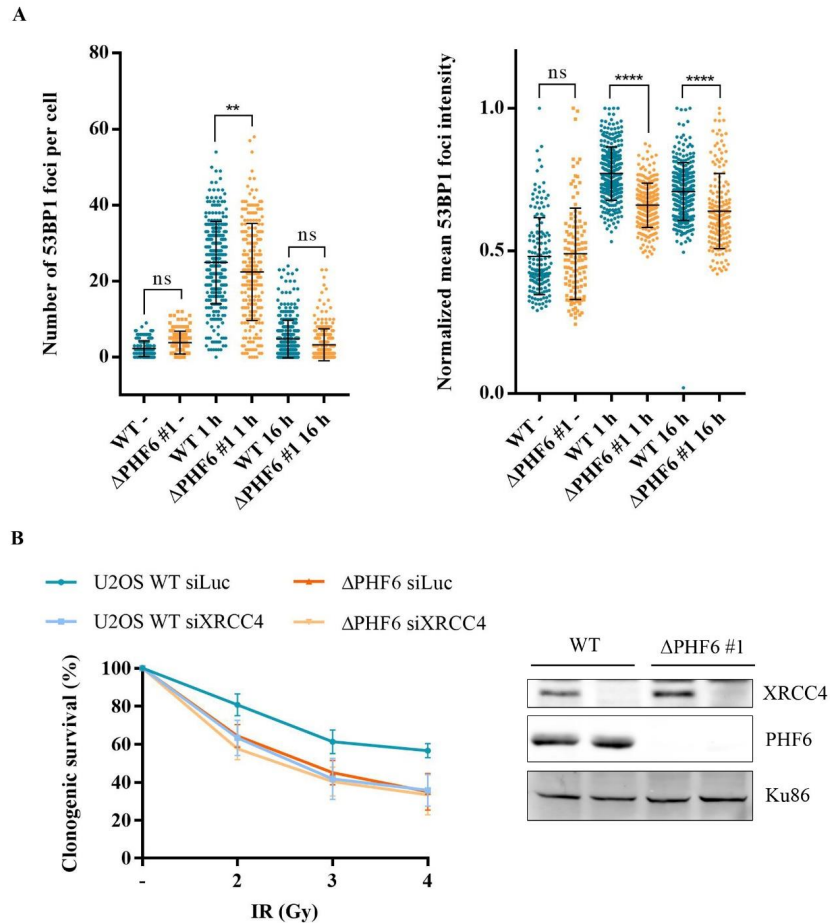 A
Number of 53BP1 foci per cell
80
60
40
20
0
ns
**
ns
WT -
ΔPHF6 #1 -
WT 1 h
ΔPHF6 #1 1 h
WT 16 h
ΔPHF6 #1 16 h
Normalized mean 53BP1 foci intensity
1.0
0.5
0.0
ns
****
****
WT -
ΔPHF6 #1 -
WT 1 h
ΔPHF6 #1 1 h
WT 16 h
ΔPHF6 #1 16 h
B
U2OS WT siLuc
ΔPHF6 siLuc
U2OS WT siXRCC4
ΔPHF6 siXRCC4
Clonogenic survival (%)
100
80
60
40
20
0
-
2
3
4
IR (Gy)
WT
ΔPHF6 #1
XRCC4
PHF6
Ku86